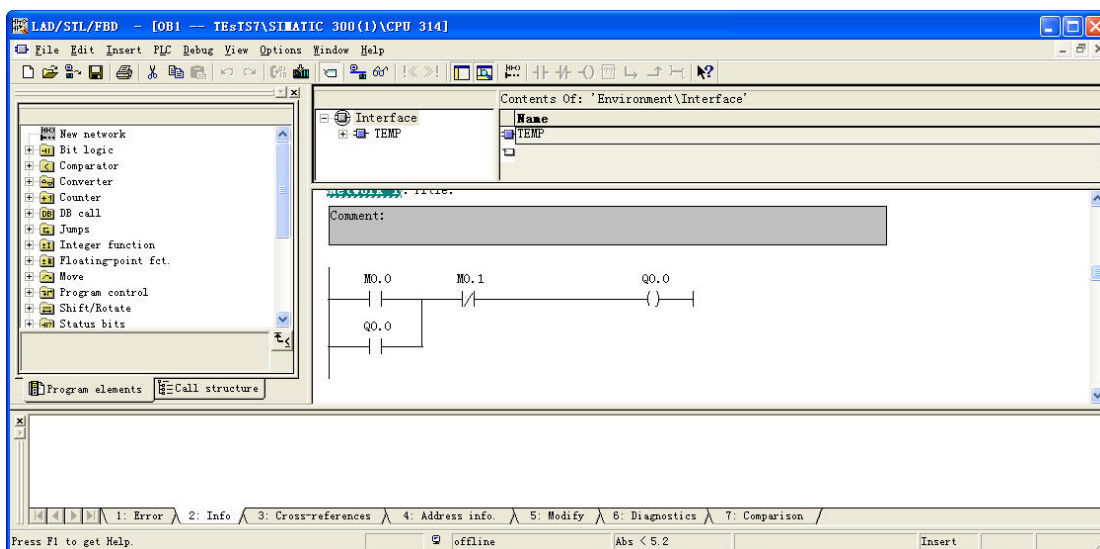 LAD/STL/FBD - [OB1 -- TEsTS7\SIMATIC 300(1)\CPU 314]
File Edit Insert PLC Debug View Options Window Help
New network
Bit logic
Comparator
Converter
Counter
DB call
Jumps
Integer function
Floating-point fct.
Move
Program control
Shift/Rotate
Status bits
Program elements
Call structure
Interface
TEMP
Contents Of: 'Environment\Interface'
Name
TEMP
Network 1: Title:
Comment:
M0.0 M0.1 Q0.0
Q0.0
1: Error 2: Info 3: Cross-references 4: Address info. 5: Modify 6: Diagnostics 7: Comparison
Press F1 to get Help. offline Abs < 5.2 Insert